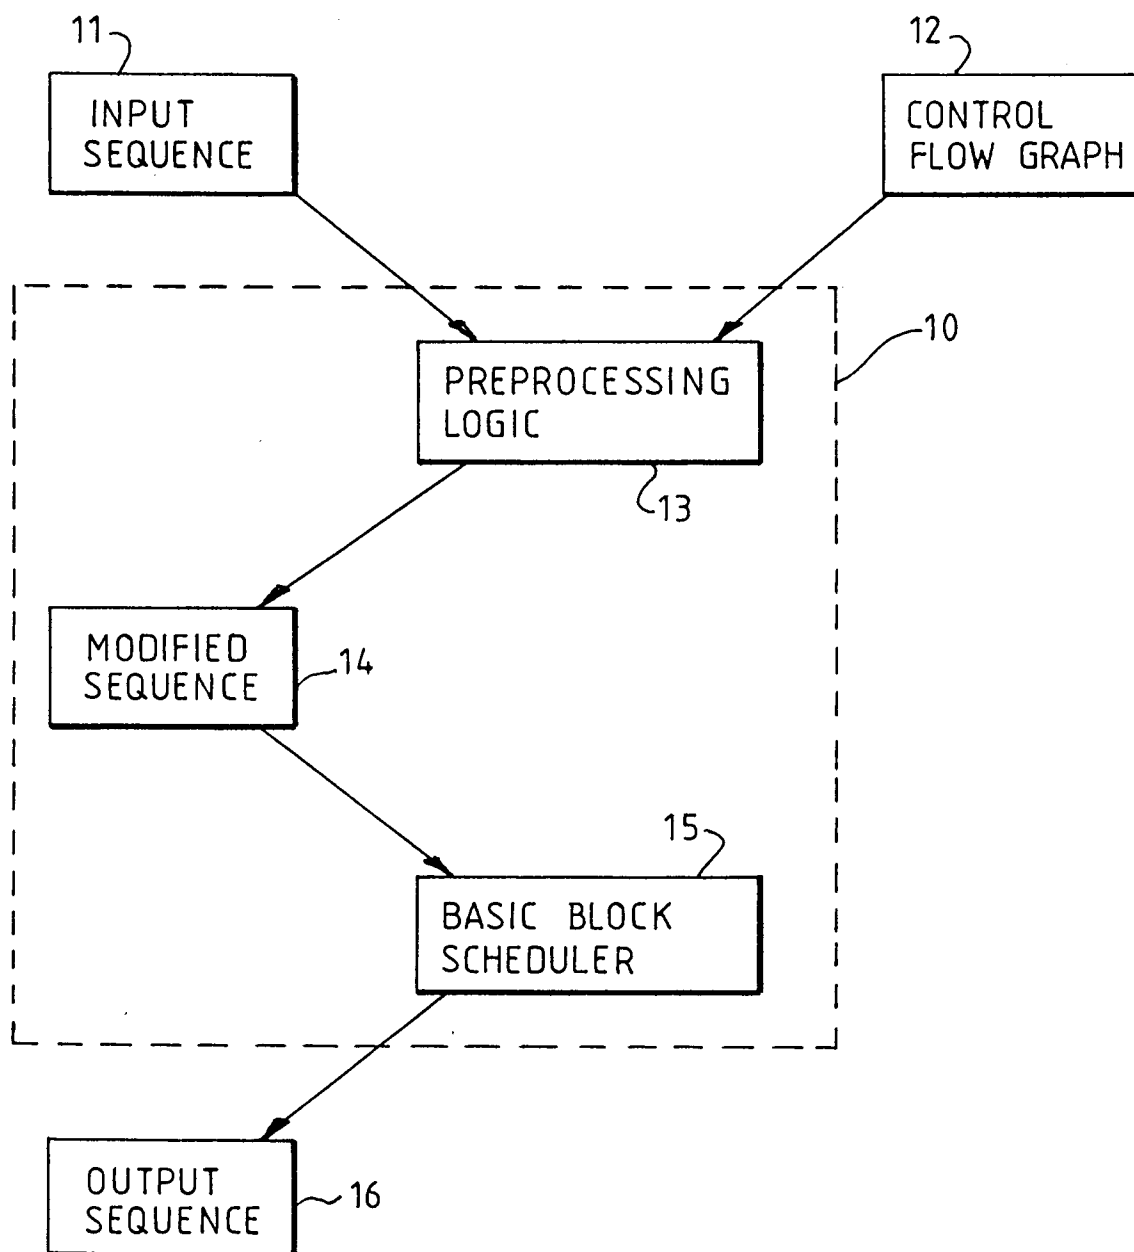 11
12
INPUT
SEQUENCE
CONTROL
FLOW GRAPH
10
PREPROCESSING
LOGIC
13
MODIFIED
SEQUENCE
14
15
BASIC BLOCK
SCHEDULER
OUTPUT
SEQUENCE
16